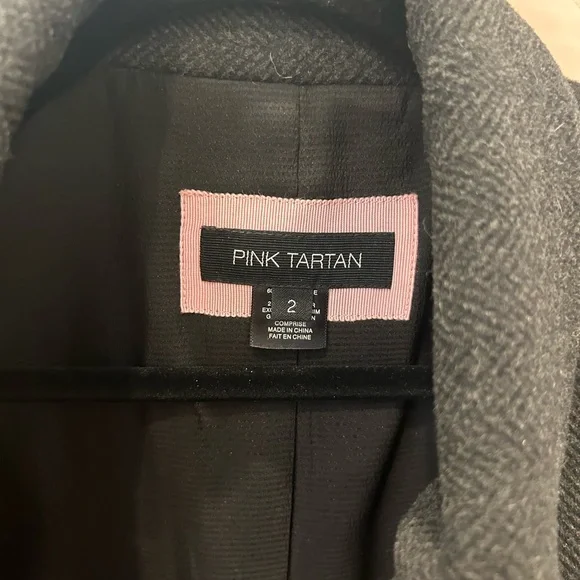 PINK TARTAN
2
COMPRISE
MADE IN CHINA
FAIT EN CHINE